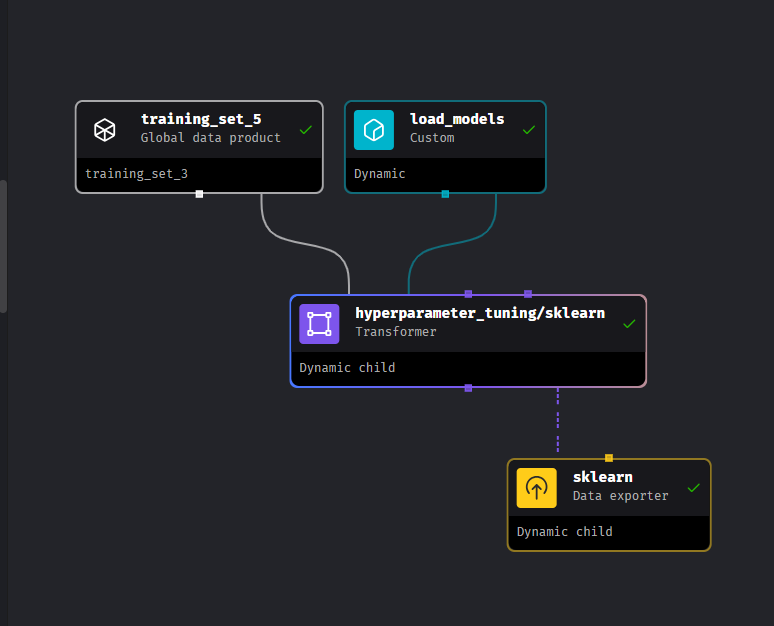 training_set_5
Global data product
training_set_3
load_models
Custom
Dynamic
hyperparameter_tuning/sklearn
Transformer
Dynamic child
sklearn
Data exporter
Dynamic child